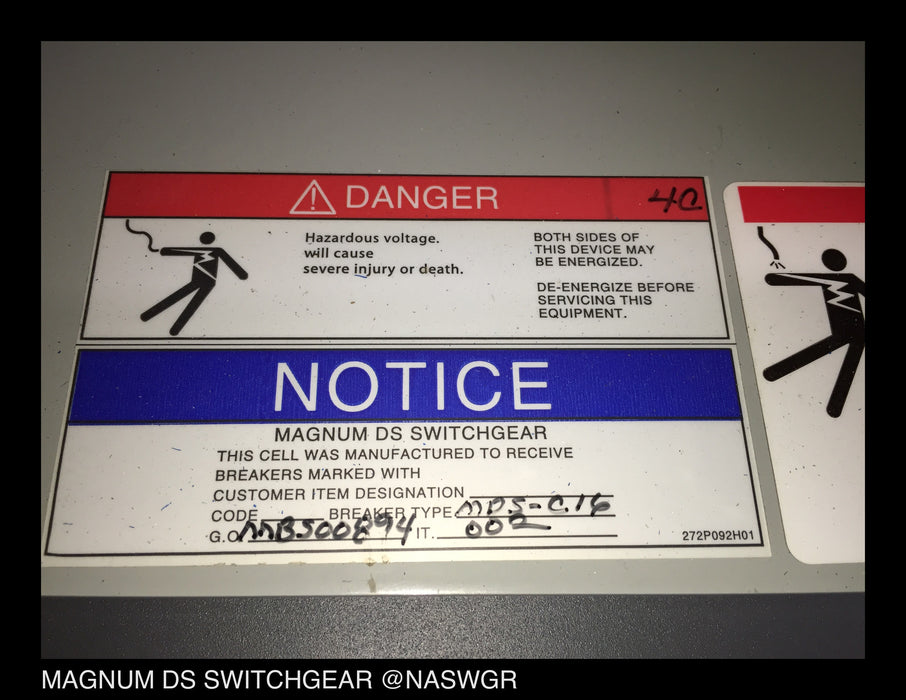 DANGER 4C
Hazardous voltage.
will cause
severe injury or death.
BOTH SIDES OF
THIS DEVICE MAY
BE ENERGIZED.
DE-ENERGIZE BEFORE
SERVICING THIS
EQUIPMENT.
NOTICE
MAGNUM DS SWITCHGEAR
THIS CELL WAS MANUFACTURED TO RECEIVE
BREAKERS MARKED WITH
CUSTOMER ITEM DESIGNATION
CODE BREAKER TYPE MDS-C16
G.O. MBS00894 IT. 002
272P092H01
MAGNUM DS SWITCHGEAR @NASWGR